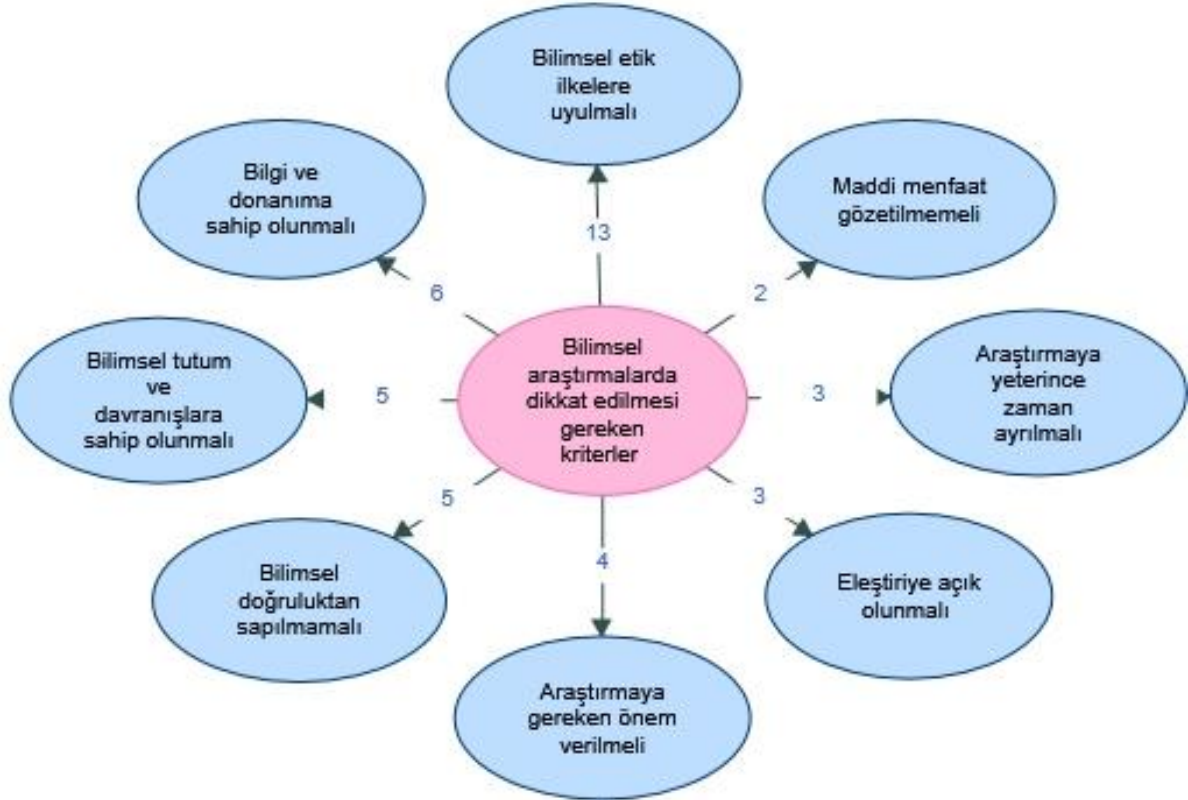 Bilimsel etik
ilkelere
uyulmalı
Bilgi ve
donanıma
sahip olunmalı
Maddi menfaat
gözetilmemeli
13
6
2
Bilimsel tutum
ve
davranışlara
sahip olunmalı
5
Bilimsel
araştırmalarda
dikkat edilmesi
gereken
kriterler
3
Araştırmaya
yeterince
zaman
ayrılmalı
5
4
3
Bilimsel
doğruluktan
sapılmamalı
Eleştiriye açık
olunmalı
Araştırmaya
gereken önem
verilmeli